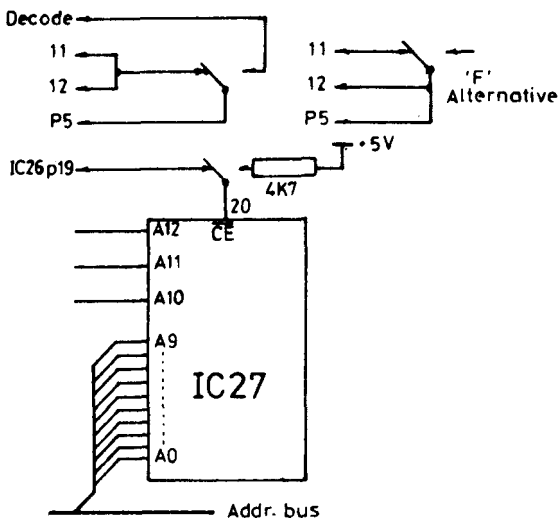 Decode
11
12
P5
11
12
P5
'F'
Alternative
+5V
IC26p19
4K7
20
CE
A12
A11
A10
A9
IC27
A0
Addr. bus